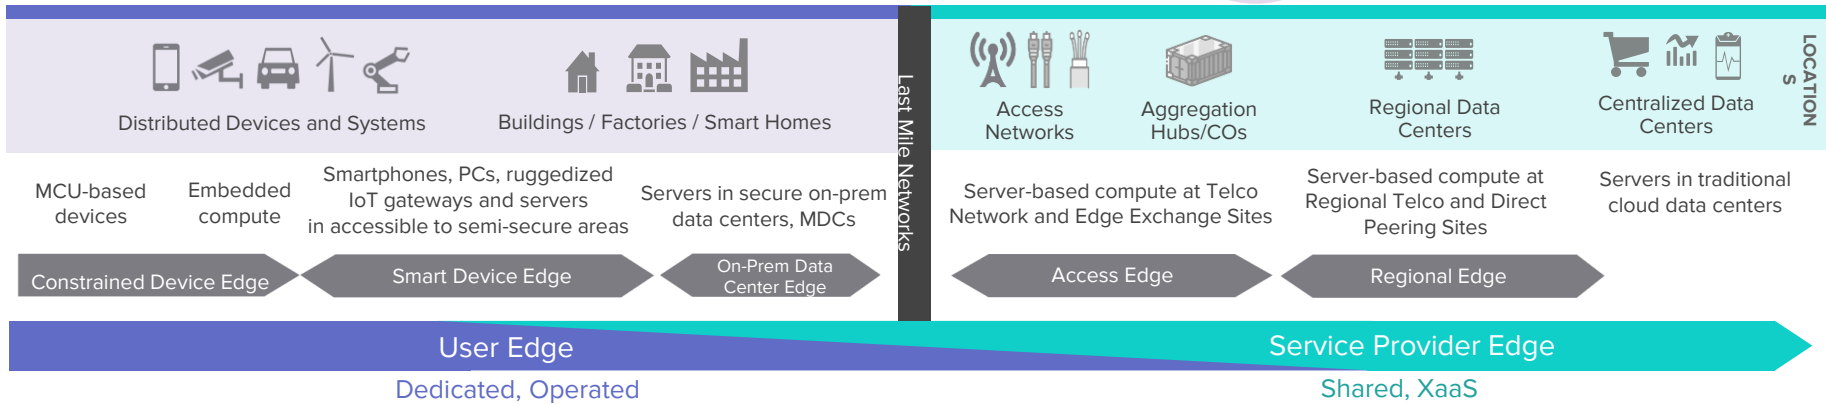 Distributed Devices and Systems
Buildings / Factories / Smart Homes
Last Mile Networks
Access
Networks
Aggregation
Hubs/COs
Regional Data
Centers
Centralized Data
Centers
LOCATION
S
MCU-based
devices
Embedded
compute
Smartphones, PCs, ruggedized
IoT gateways and servers
in accessible to semi-secure areas
Servers in secure on-prem
data centers, MDCs
Server-based compute at Telco
Network and Edge Exchange Sites
Server-based compute at
Regional Telco and Direct
Peering Sites
Servers in traditional
cloud data centers
Constrained Device Edge
Smart Device Edge
On-Prem Data
Center Edge
Access Edge
Regional Edge
User Edge
Service Provider Edge
Dedicated, Operated
Shared, XaaS